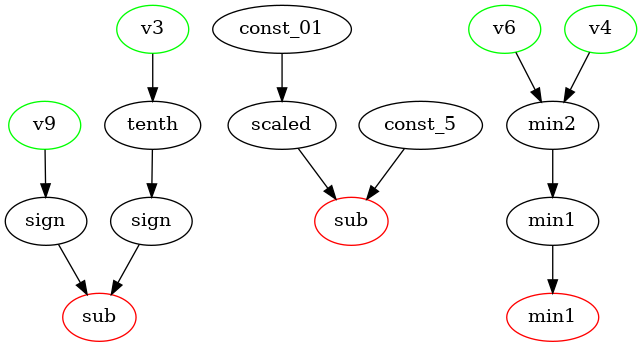 v3
const_01
v6
v4
v9
tenth
scaled
const_5
min2
sign
sign
sub
min1
sub
min1